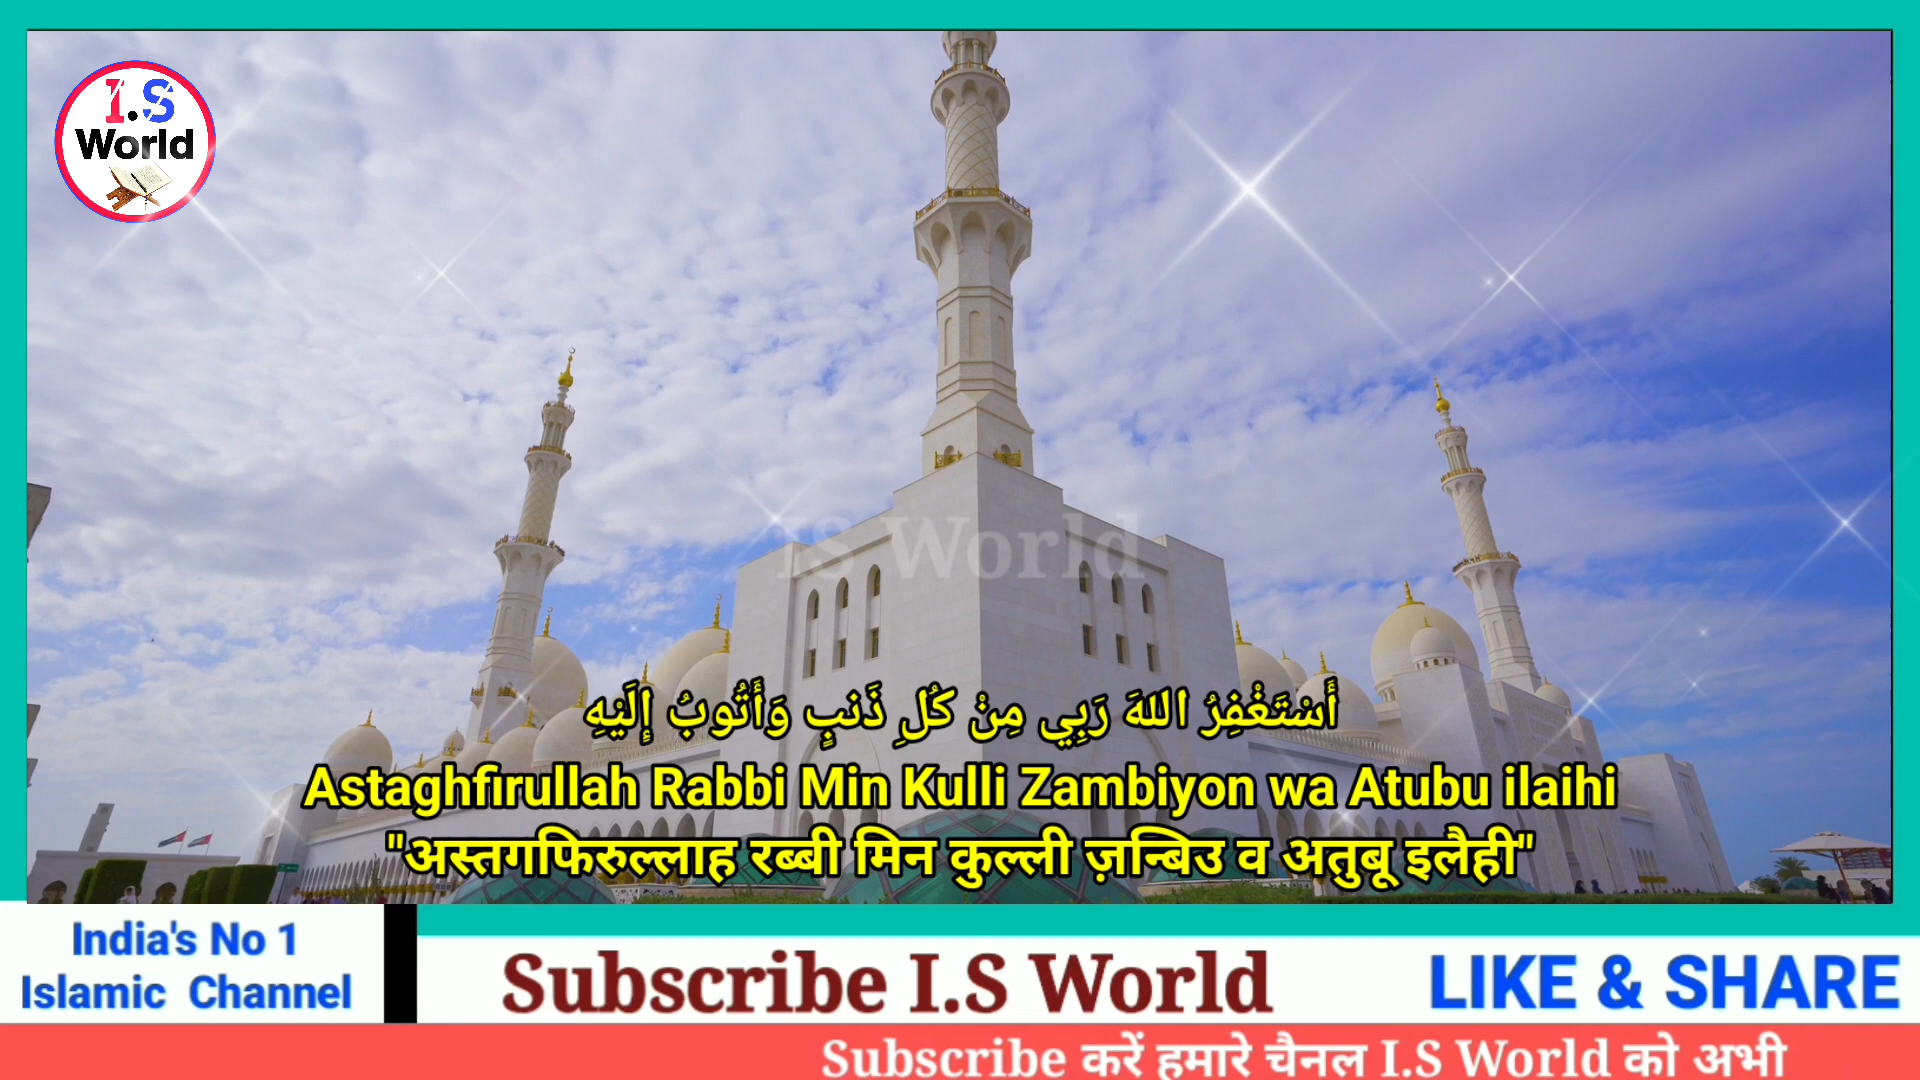 I.S
World
IS World
أَسْتَغْفِرُ اللهَ رَبِي مِنْ كُلِ ذَنبٍ وَأَتُوبُ إِلَيْهِ
Astaghfirullah Rabbi Min Kulli Zambiyon wa Atubu ilaihi
"अस्तगफिरुल्लाह रब्बी मिन कुल्ली ज़न्बिउ व अतुबू इलैही"
India's No 1
Islamic Channel
Subscribe I.S World
LIKE & SHARE
Subscribe करें हमारे चैनल I.S World को अभी